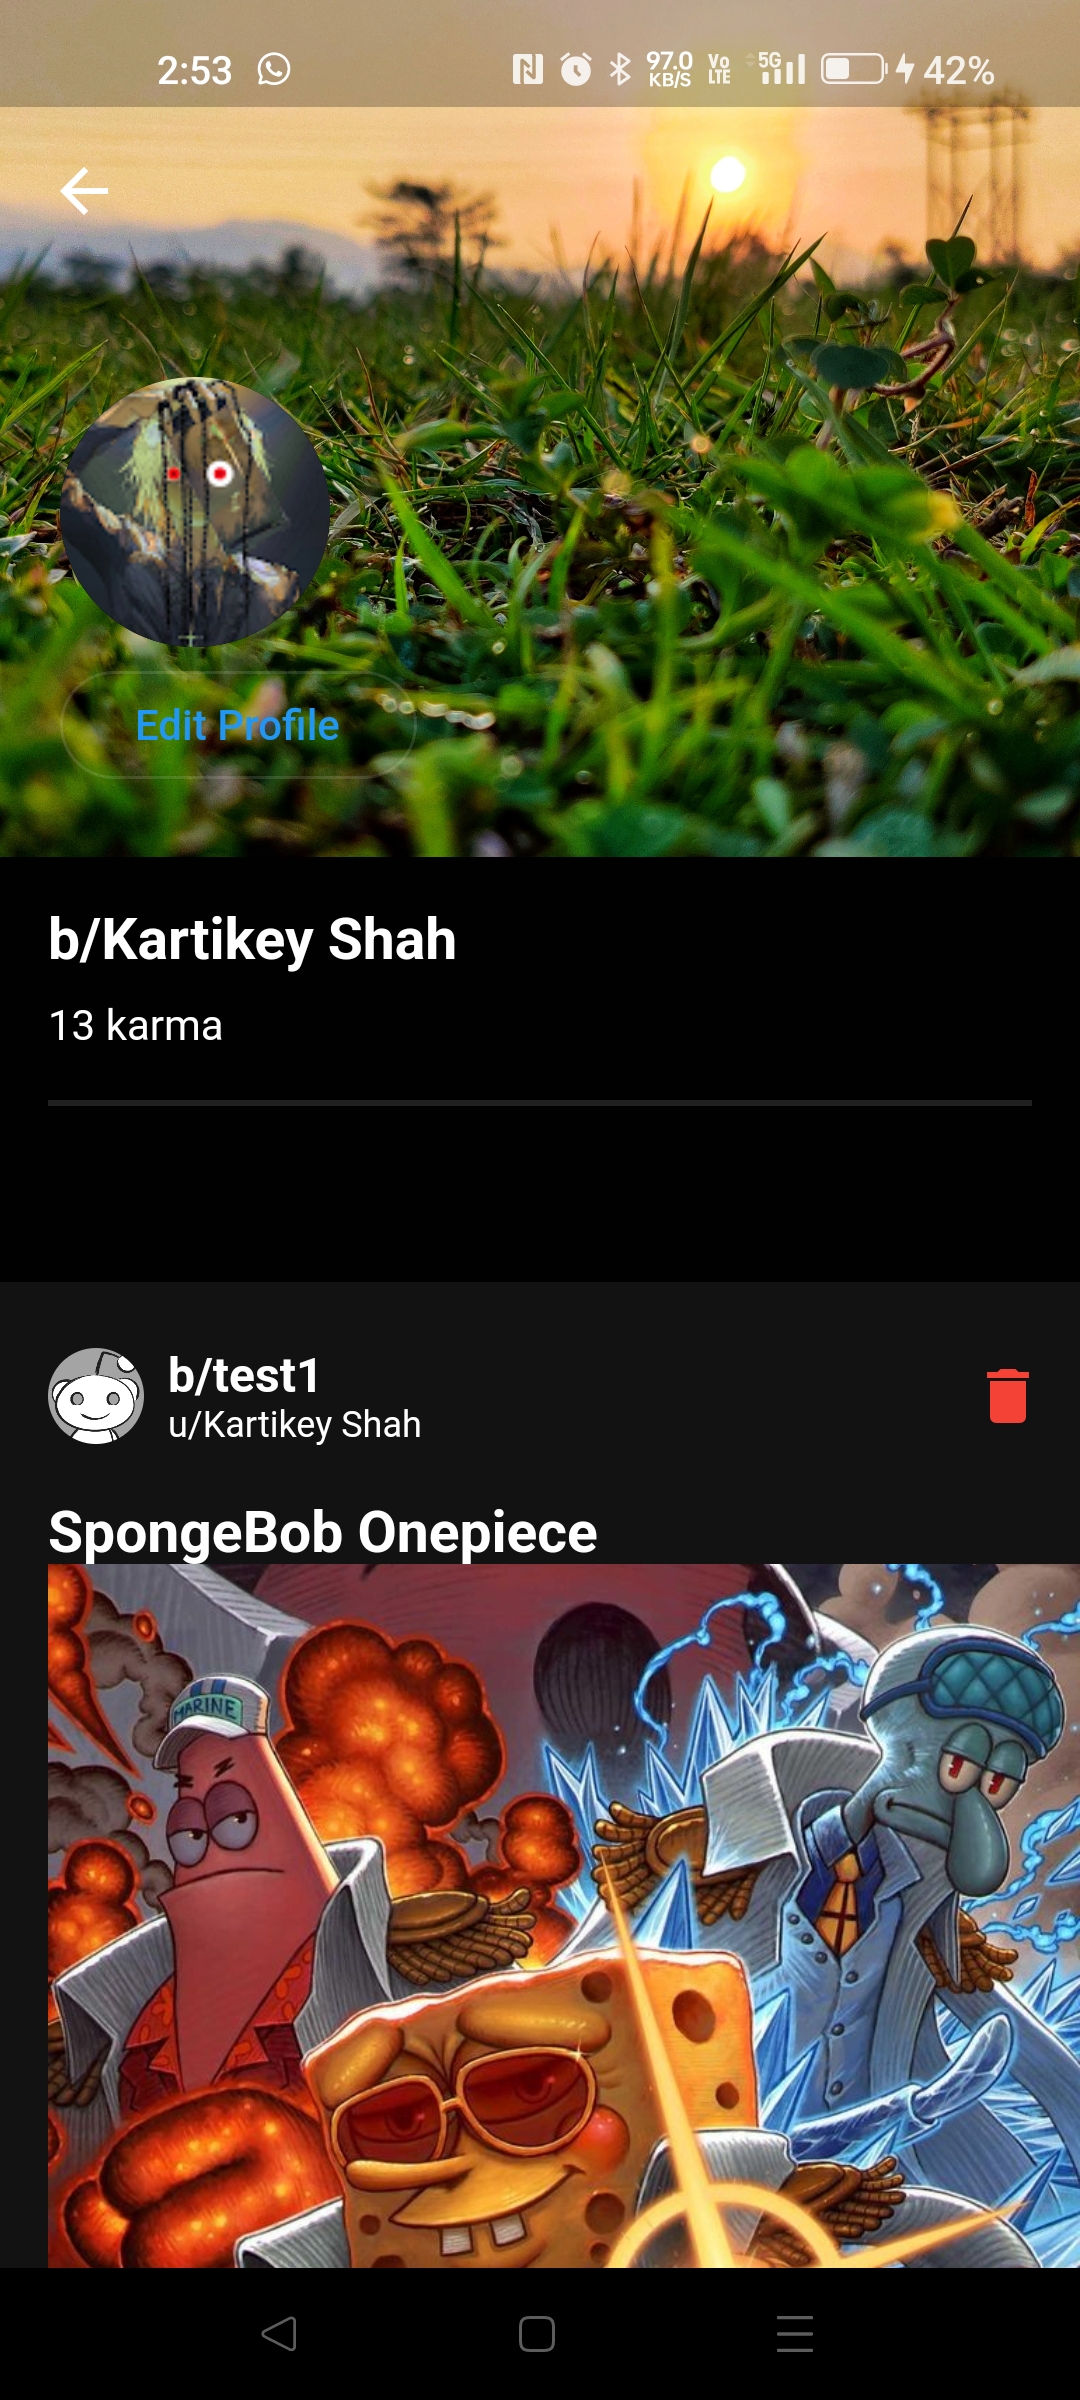 2:53 97.0 KB/S Vo LTE 5G 42%
Edit Profile
b/Kartikey Shah
13 karma
b/test1
u/Kartikey Shah
SpongeBob Onepiece
MARINE